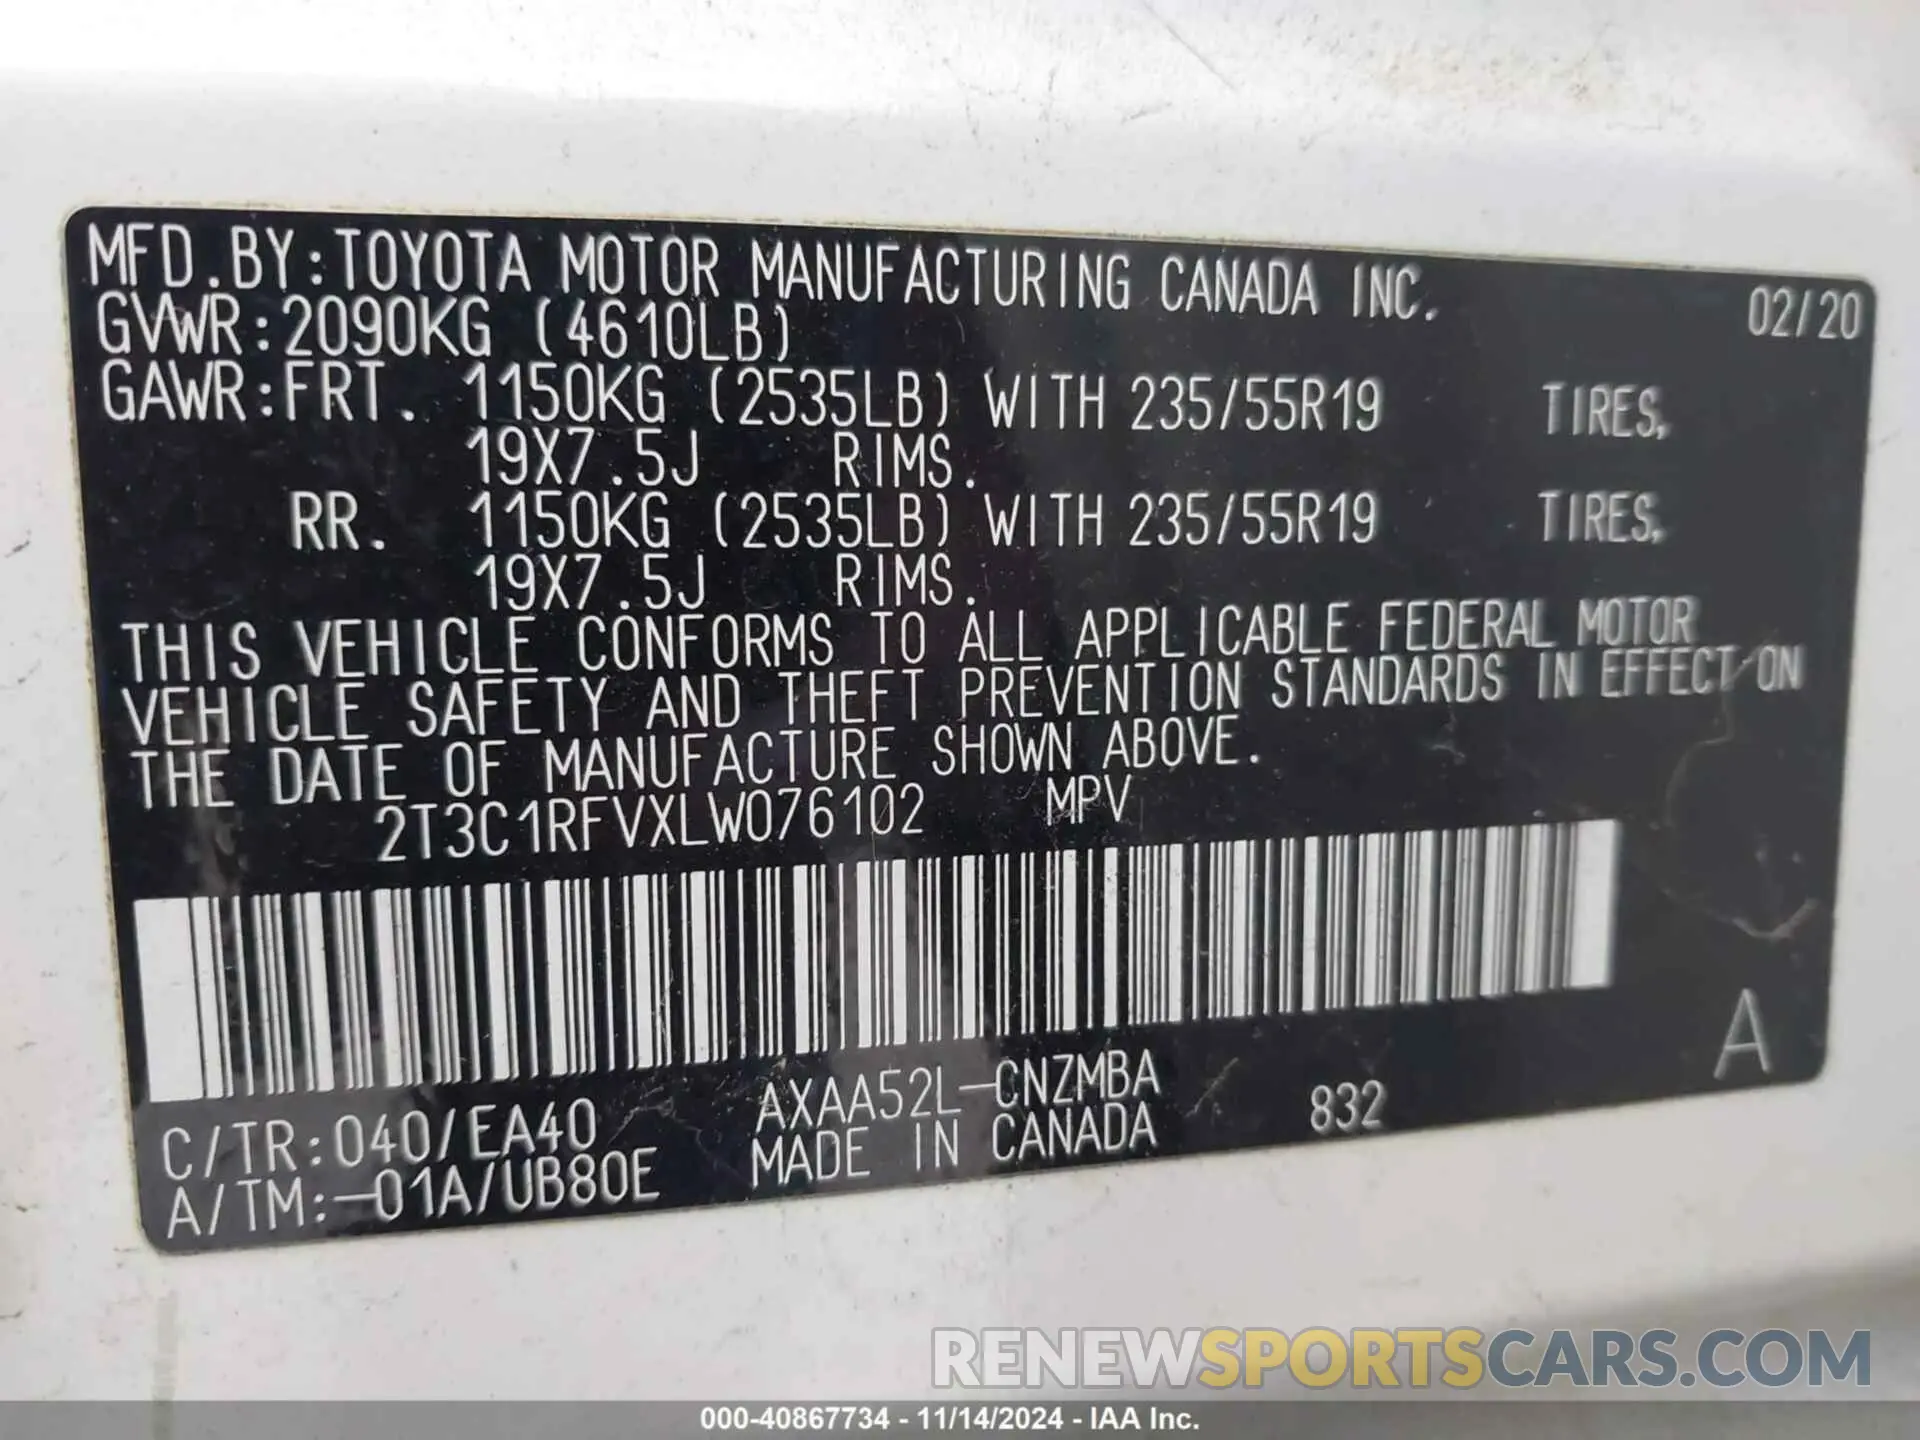 MFD.BY:TOYOTA MOTOR MANUFACTURING CANADA INC. 02/20
GVWR:2090KG (4610LB)
GAWR:FRT. 1150KG (2535LB) WITH 235/55R19 TIRES,
19X7.5J RIMS.
RR. 1150KG (2535LB) WITH 235/55R19 TIRES,
19X7.5J RIMS.
THIS VEHICLE CONFORMS TO ALL APPLICABLE FEDERAL MOTOR
VEHICLE SAFETY AND THEFT PREVENTION STANDARDS IN EFFECT ON
THE DATE OF MANUFACTURE SHOWN ABOVE.
2T3C1RFVXLW076102 MPV
A
C/TR:040/EA40 AXAA52L-CNZMBA 832
A/TM:-01A/UB80E MADE IN CANADA
RENEWSPORTSCARS.COM
000-40867734 - 11/14/2024 - IAA Inc.